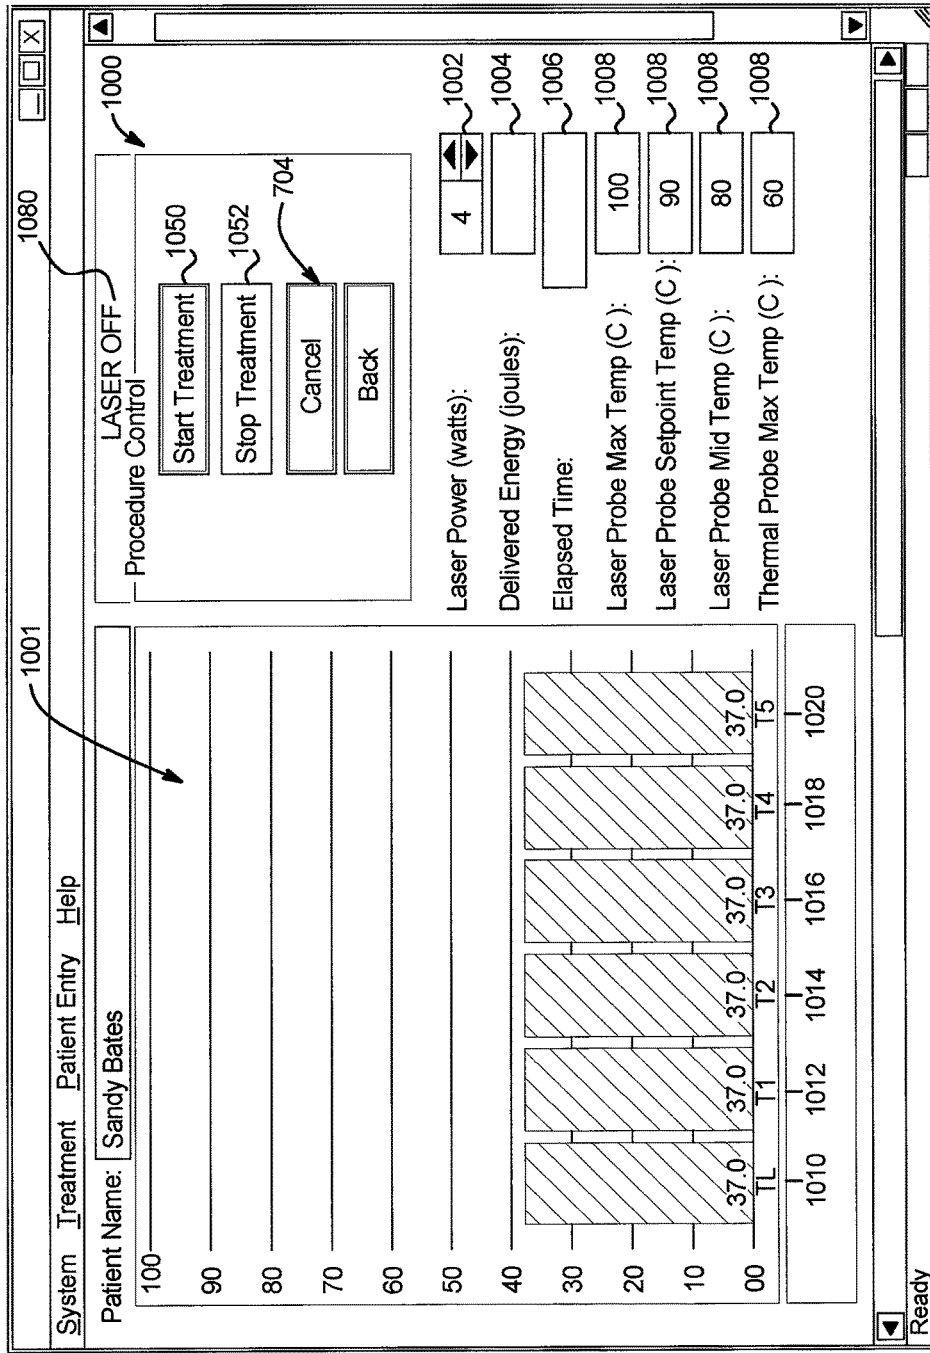 1080
1001
1000
X
System Treatment Patient Entry Help
Patient Name: Sandy Bates
LASER OFF
Procedure Control
Start Treatment
1050
Stop Treatment
1052
Cancel
704
Back
100
90
80
70
60
50
40
30
20
10
00
37.0 37.0 37.0 37.0 37.0 37.0
TL T1 T2 T3 T4 T5
1010 1012 1014 1016 1018 1020
Laser Power (watts): 4 1002
Delivered Energy (joules): 1004
Elapsed Time: 1006
Laser Probe Max Temp (C ): 100 1008
Laser Probe Setpoint Temp (C ): 90 1008
Laser Probe Mid Temp (C ): 80 1008
Thermal Probe Max Temp (C ): 60 1008
Ready